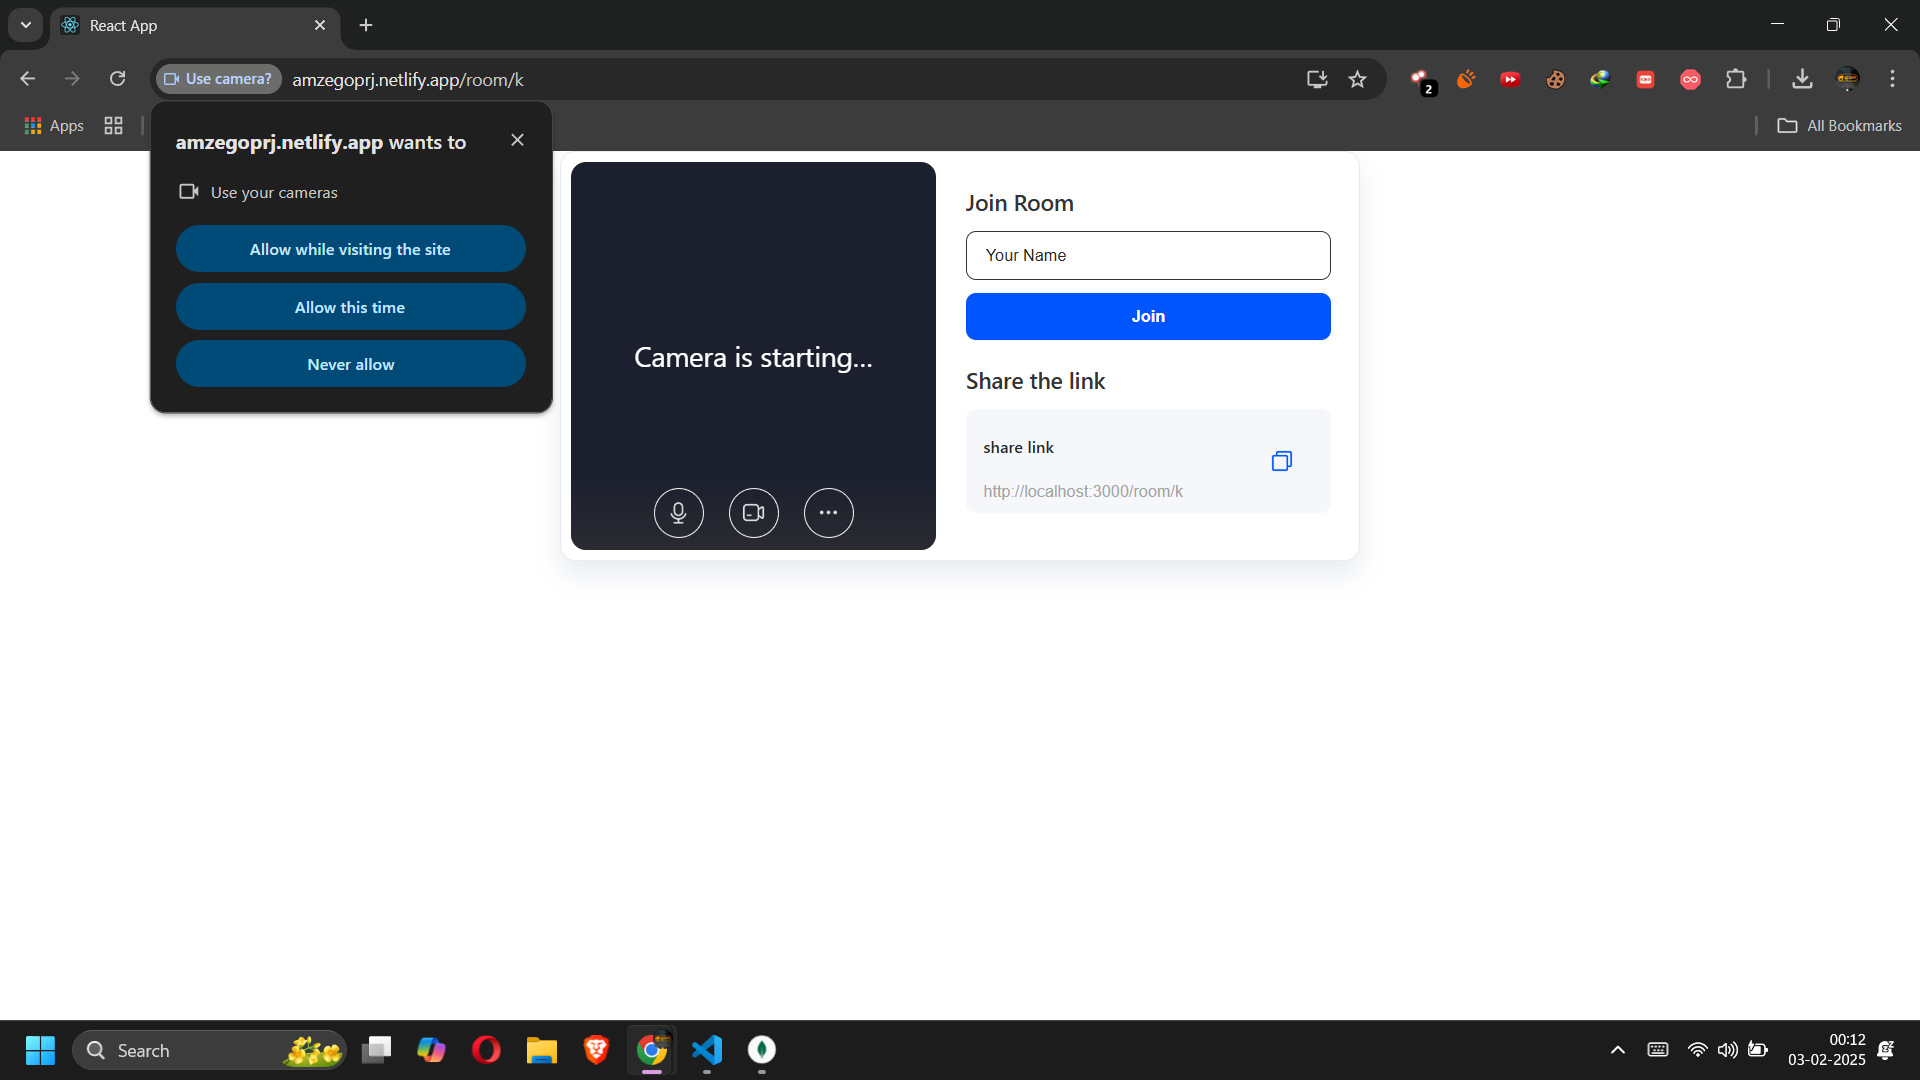 React App
Use camera?
amzegoprj.netlify.app/room/k
2
Apps
All Bookmarks
amzegoprj.netlify.app wants to
Use your cameras
Allow while visiting the site
Allow this time
Never allow
Camera is starting...
Join Room
Your Name
Join
Share the link
share link
http://localhost:3000/room/k
Search
00:12
03-02-2025